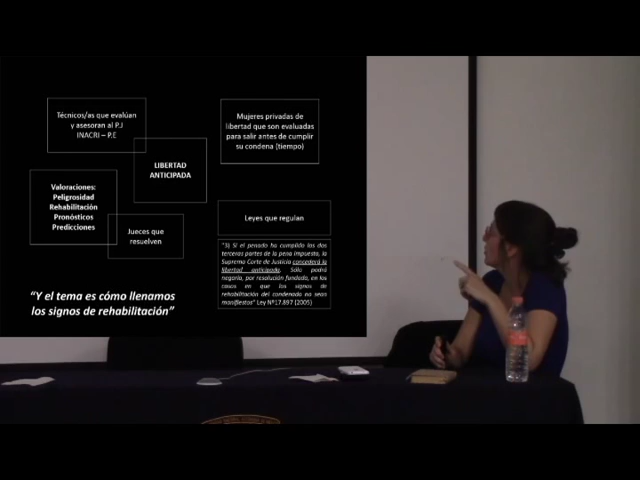 Técnicos/as que evalúan
y asesoran al P.J
INACRI – P.E
LIBERTAD
ANTICIPADA
Valoraciones:
Peligrosidad
Rehabilitación
Pronósticos
Predicciones
Jueces que
resuelven
"Y el tema es cómo llenamos
los signos de rehabilitación"
Mujeres privadas de
libertad que son evaluadas
para salir antes de cumplir
su condena (tiempo)
Leyes que regulan
"3) Si el penado ha cumplido las dos
terceras partes de la pena impuesta, la
Suprema Corte de Justicia concederá la
libertad anticipada. Sólo podrá
negarla, por resolución fundada, en los
casos en que los signos de
rehabilitación del condenado no sean
manifiestos" Ley Nº17.897 (2005)